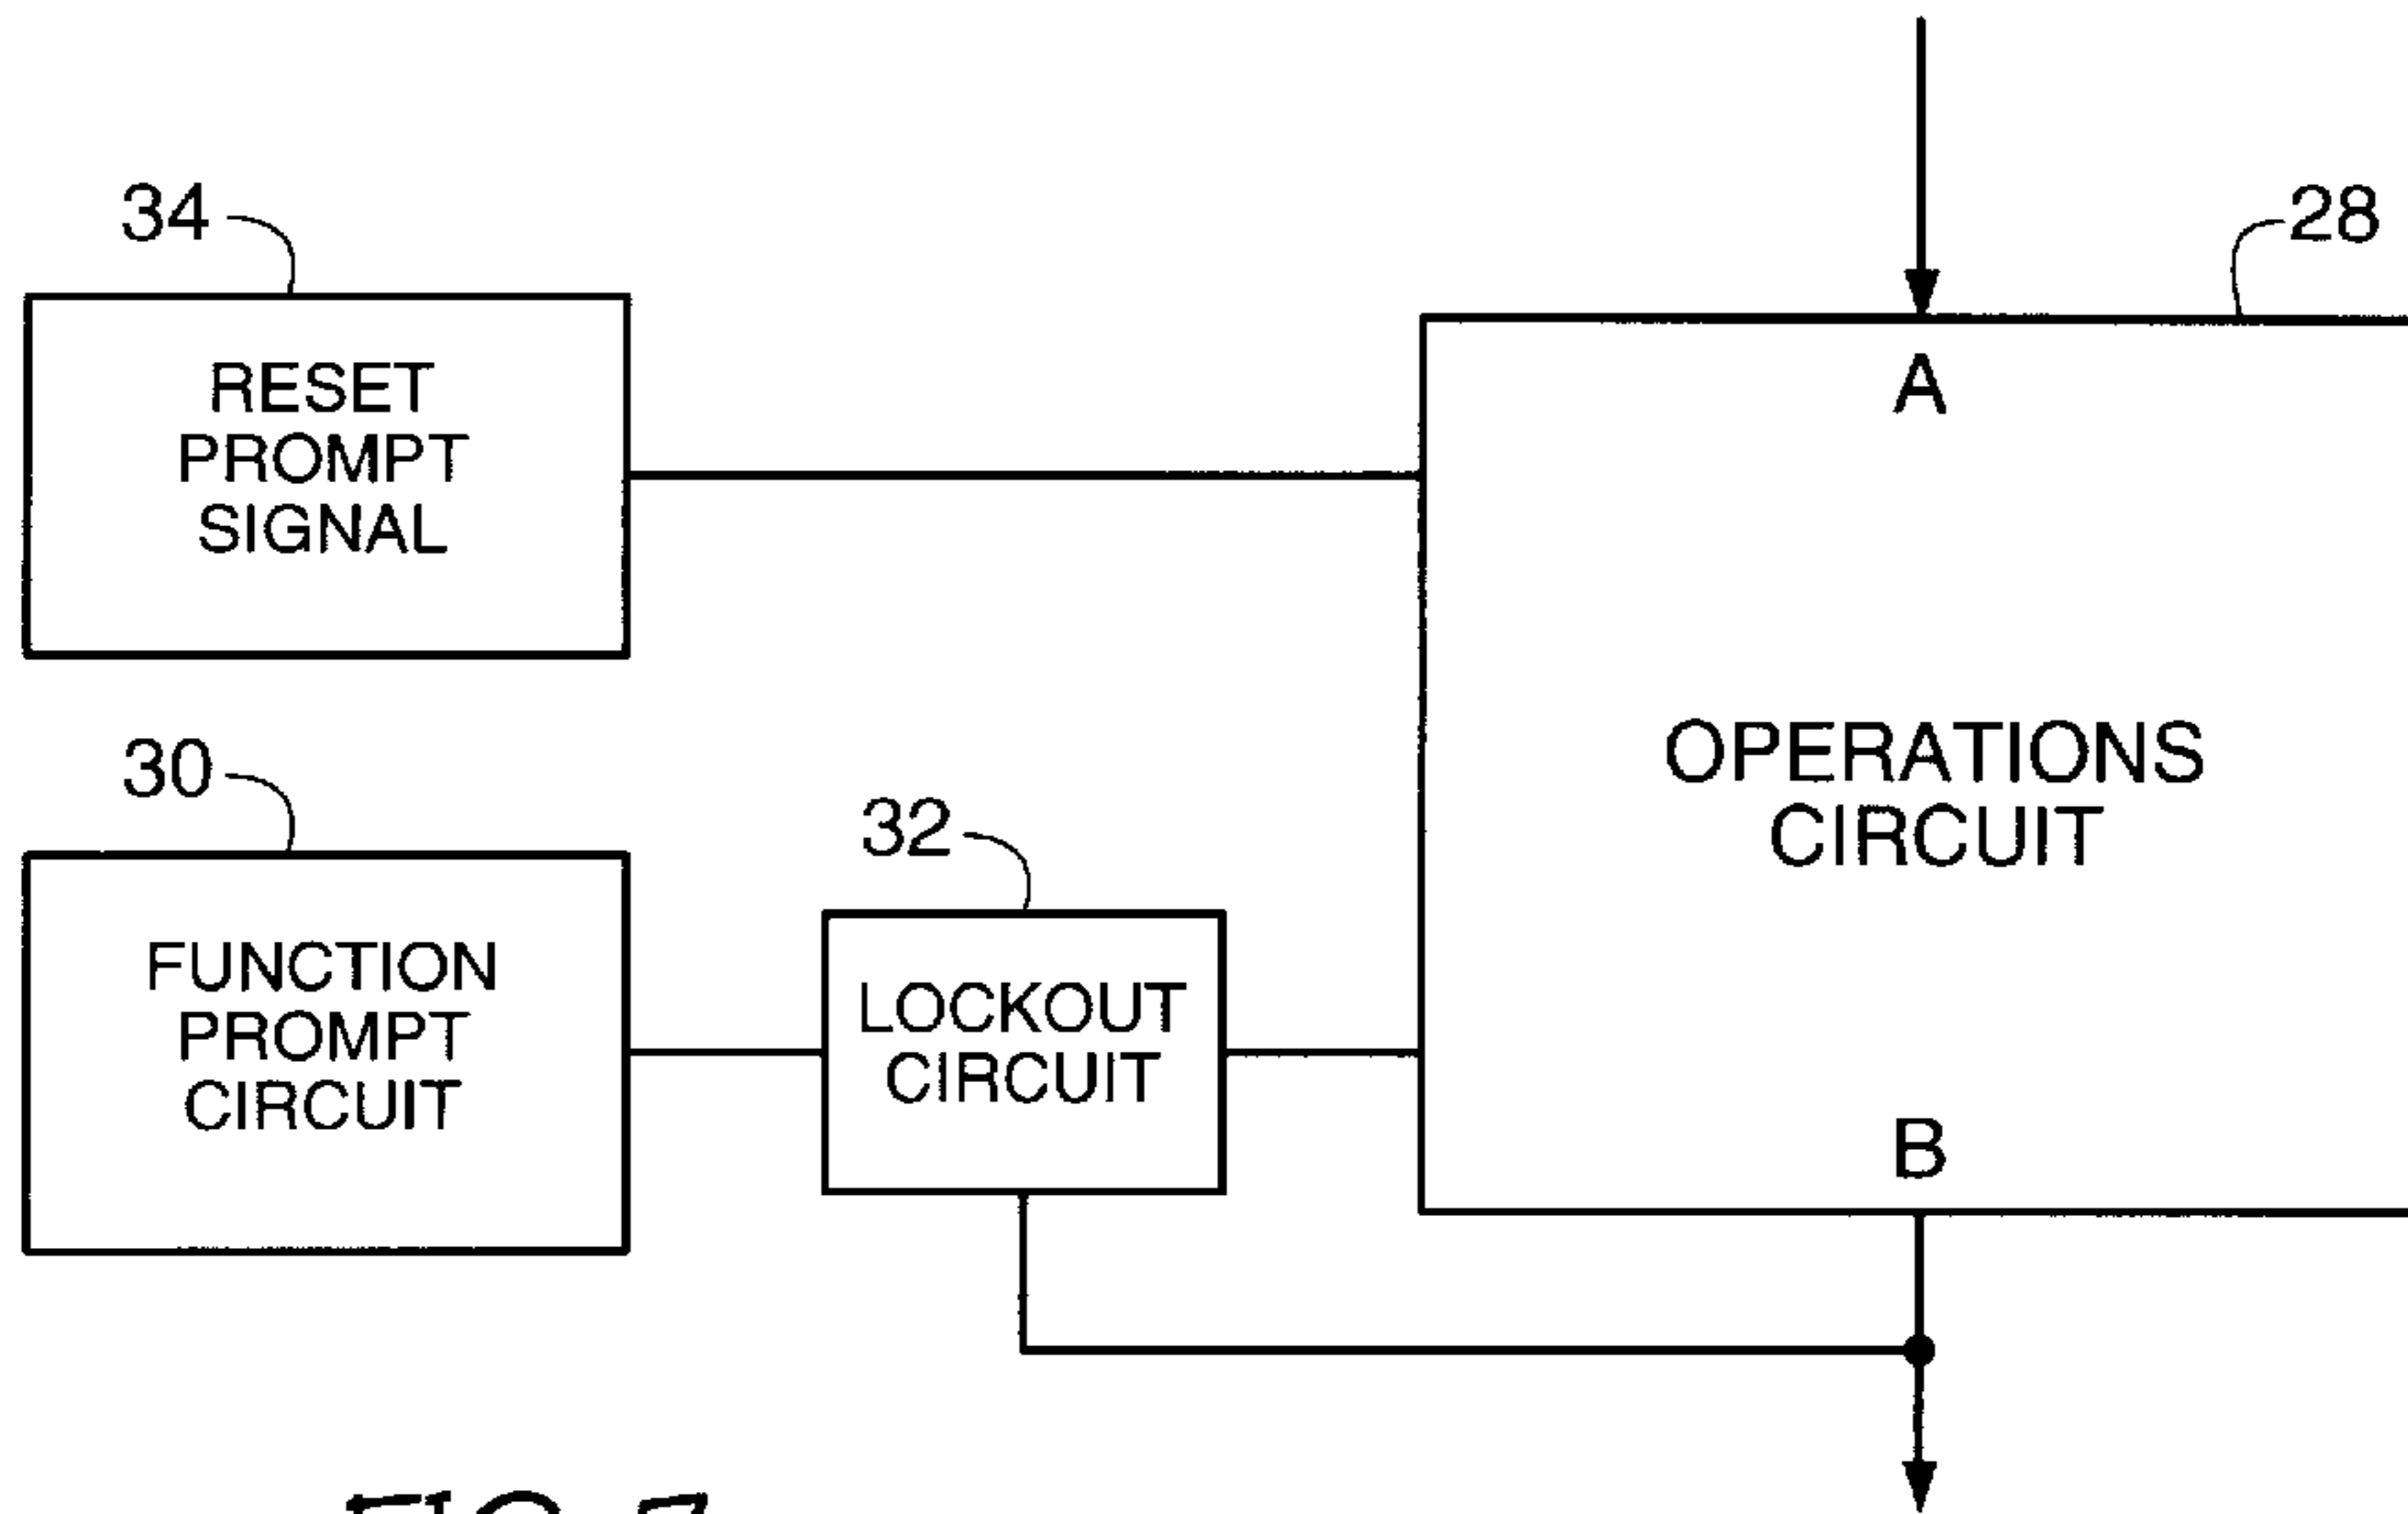 34
28
RESET
PROMPT
SIGNAL
A
30
OPERATIONS
CIRCUIT
32
FUNCTION
PROMPT
CIRCUIT
LOCKOUT
CIRCUIT
B